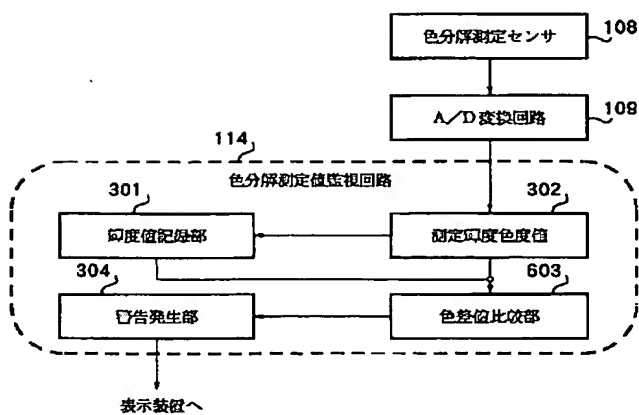 色分解測定センサ
108
A／D変換回路
109
114
色分解測定値監視回路
301
302
輝度値記録部
測定輝度色度値
304
603
警告発生部
色差値比較部
表示装置へ